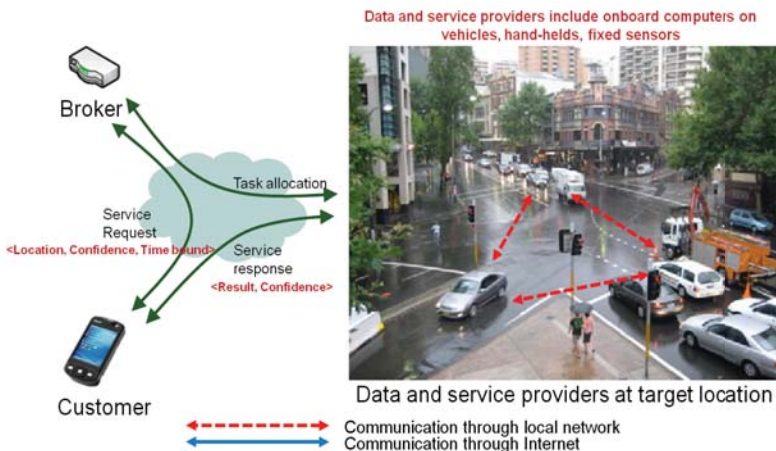 Data and service providers include onboard computers on
vehicles, hand-helds, fixed sensors
Broker
Task allocation
Service
Request
<Location, Confidence, Time bound>
Service
response
<Result, Confidence>
Customer
Data and service providers at target location
Communication through local network
Communication through Internet